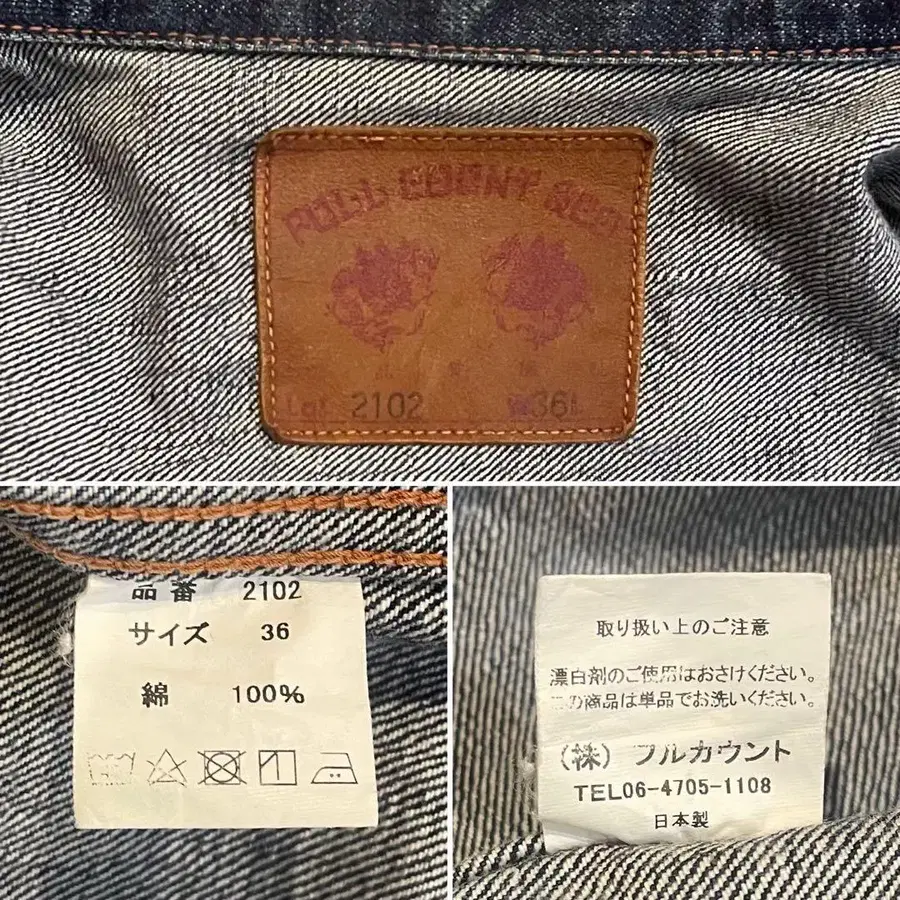 FULL COUNT
Lot 2102 W36L
品番 2102
サイズ 36
綿 100%
取り扱い上のご注意
漂白剤のご使用はおさけください。
この商品は単品でお洗いください。
(株) フルカウント
TEL06-4705-1108
日本製